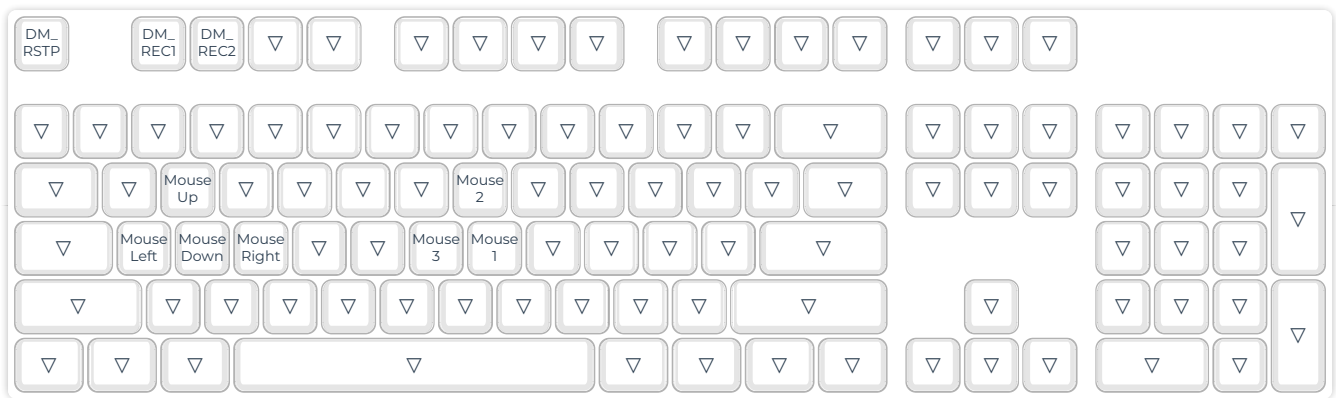 DM_
RSTP
DM_
REC1
DM_
REC2
▽ ▽ ▽ ▽ ▽ ▽ ▽ ▽ ▽ ▽ ▽ ▽ ▽
▽ ▽ ▽ ▽ ▽ ▽ ▽ ▽ ▽ ▽ ▽ ▽ ▽ ▽ ▽ ▽ ▽ ▽ ▽ ▽ ▽
▽ ▽
Mouse
Up
▽ ▽ ▽ ▽
Mouse
2
▽ ▽ ▽ ▽ ▽ ▽ ▽ ▽ ▽ ▽ ▽ ▽ ▽
▽
Mouse
Left
Mouse
Down
Mouse
Right
▽ ▽
Mouse
3
Mouse
1
▽ ▽ ▽ ▽ ▽ ▽ ▽ ▽
▽ ▽ ▽ ▽ ▽ ▽ ▽ ▽ ▽ ▽ ▽ ▽ ▽ ▽ ▽ ▽ ▽
▽ ▽ ▽ ▽ ▽ ▽ ▽ ▽ ▽ ▽ ▽ ▽ ▽